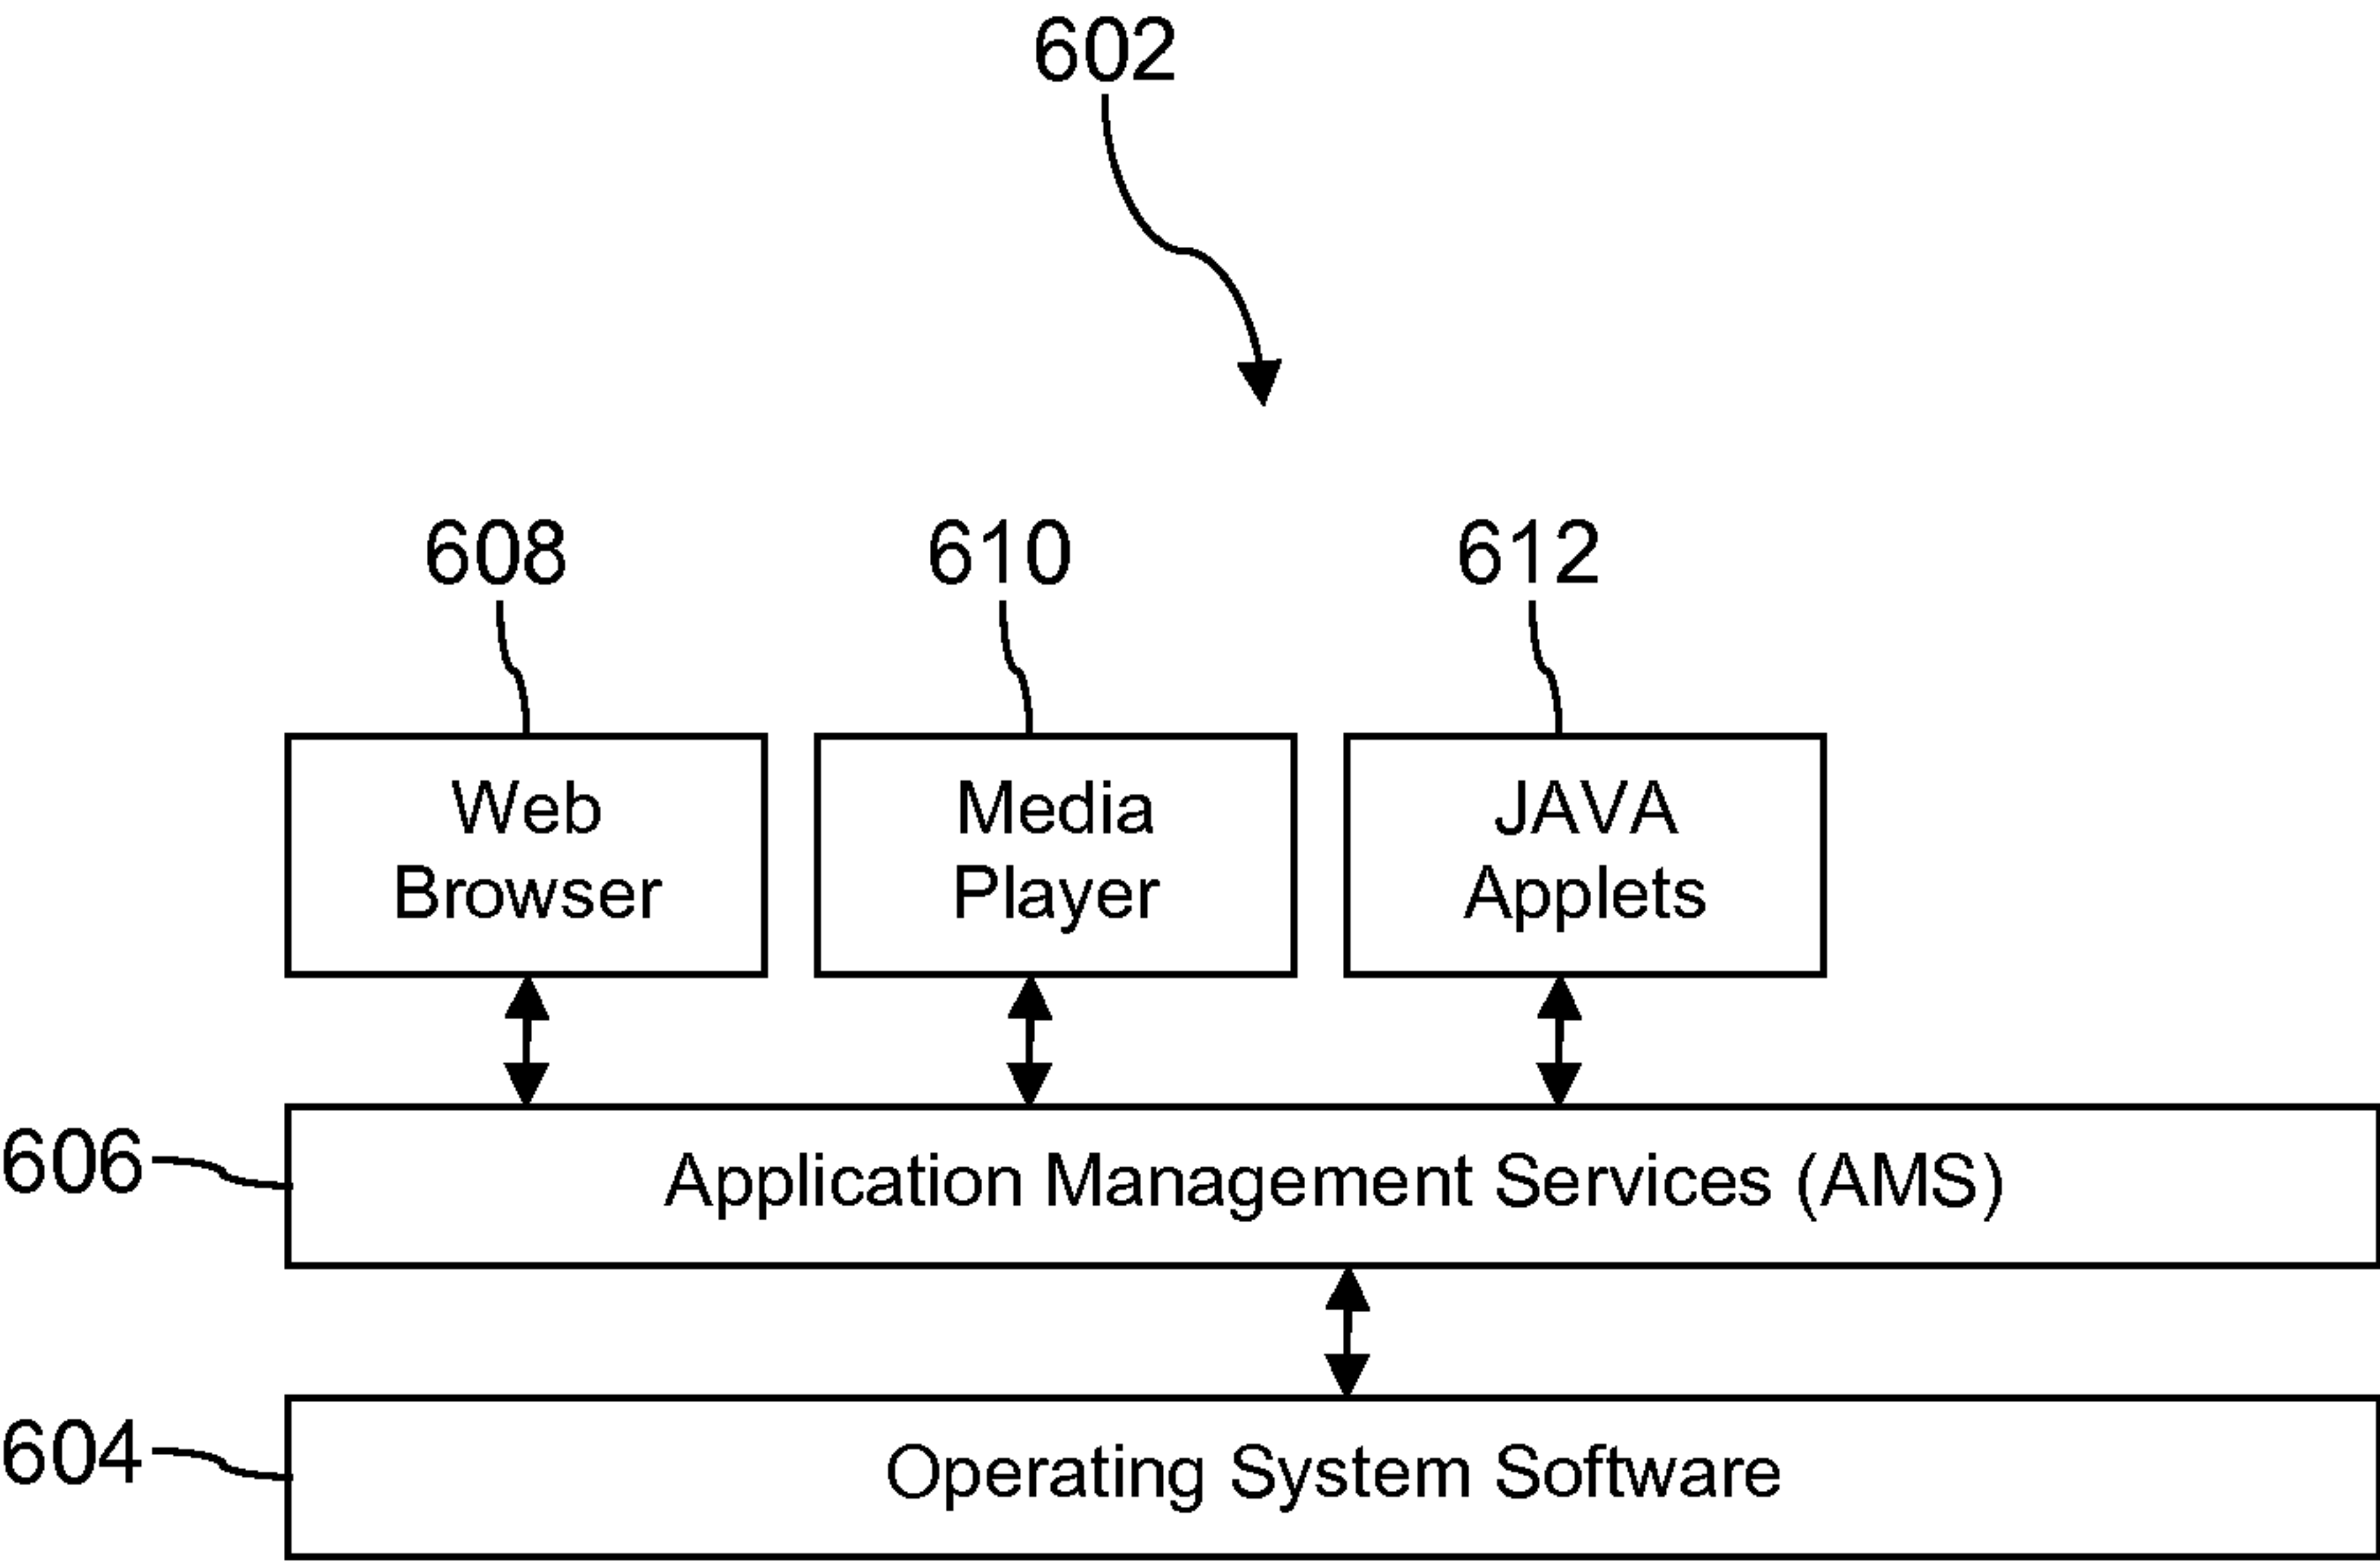 602
608
610
612
Web
Browser
Media
Player
JAVA
Applets
606
Application Management Services (AMS)
604
Operating System Software